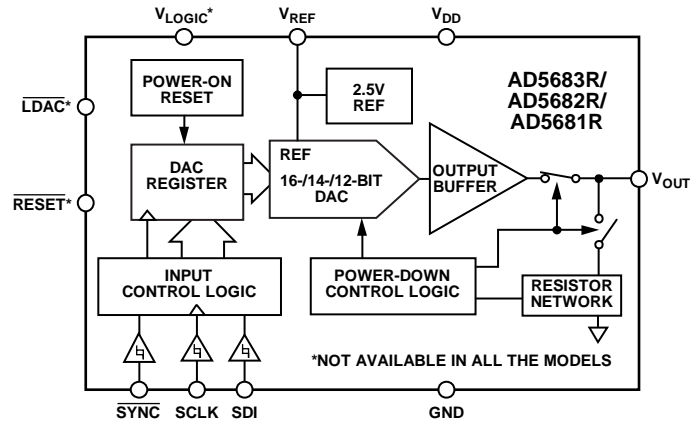 VLOGIC* VREF VDD
LDAC*
RESET*
POWER-ON
RESET
2.5V
REF
AD5683R/
AD5682R/
AD5681R
DAC
REGISTER
REF
16-/14-/12-BIT
DAC
OUTPUT
BUFFER
VOUT
INPUT
CONTROL LOGIC
POWER-DOWN
CONTROL LOGIC
RESISTOR
NETWORK
*NOT AVAILABLE IN ALL THE MODELS
SYNC SCLK SDI GND